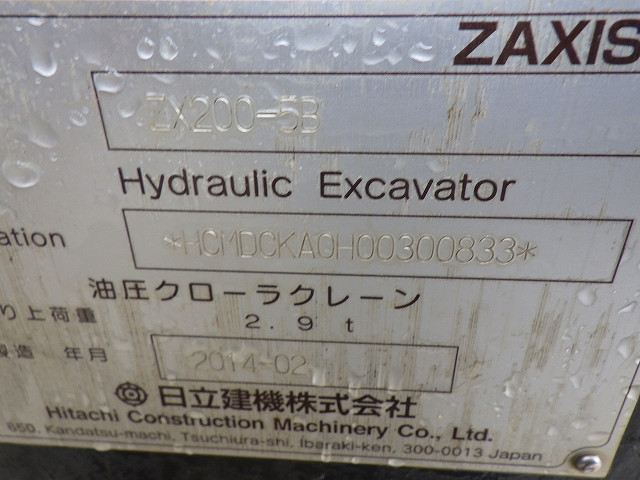 ZAXIS
ZX200-5B
Hydraulic Excavator
ation
*HCMDCKA0H00300833*
油圧クローラクレーン
り上荷重 2.9t
製造 年月 2014-02
日立建機株式会社
Hitachi Construction Machinery Co., Ltd.
650, Kandatsu-machi, Tsuchiura-shi, Ibaraki-ken, 300-0013 Japan